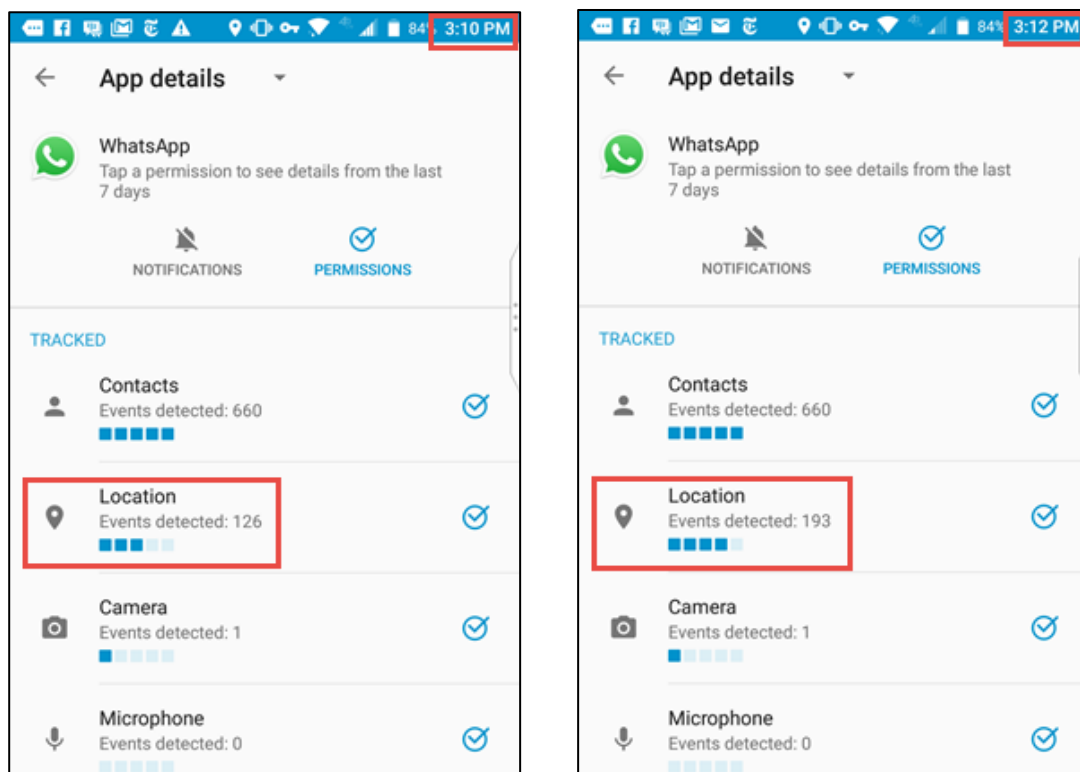 84% 3:10 PM
App details
WhatsApp
Tap a permission to see details from the last
7 days
NOTIFICATIONS
PERMISSIONS
TRACKED
Contacts
Events detected: 660
Location
Events detected: 126
Camera
Events detected: 1
Microphone
Events detected: 0
84% 3:12 PM
App details
WhatsApp
Tap a permission to see details from the last
7 days
NOTIFICATIONS
PERMISSIONS
TRACKED
Contacts
Events detected: 660
Location
Events detected: 193
Camera
Events detected: 1
Microphone
Events detected: 0